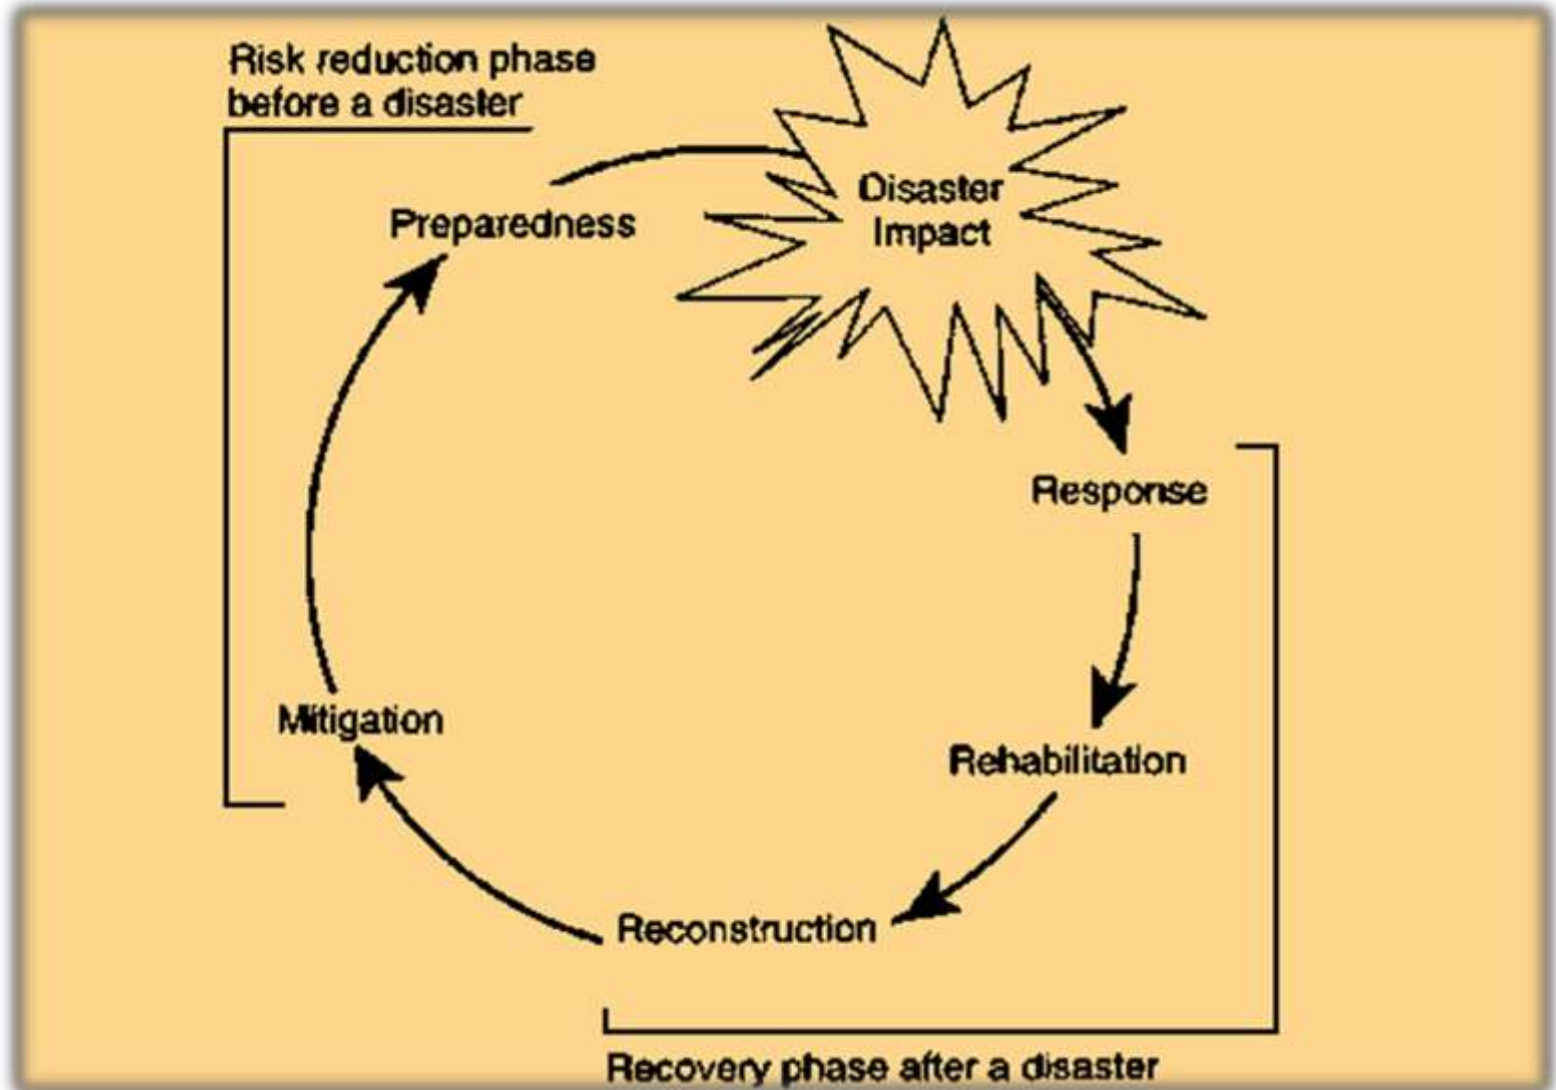 Risk reduction phase
before a disaster
Disaster
Impact
Preparedness
Response
Mitigation
Rehabilitation
Reconstruction
Recovery phase after a disaster